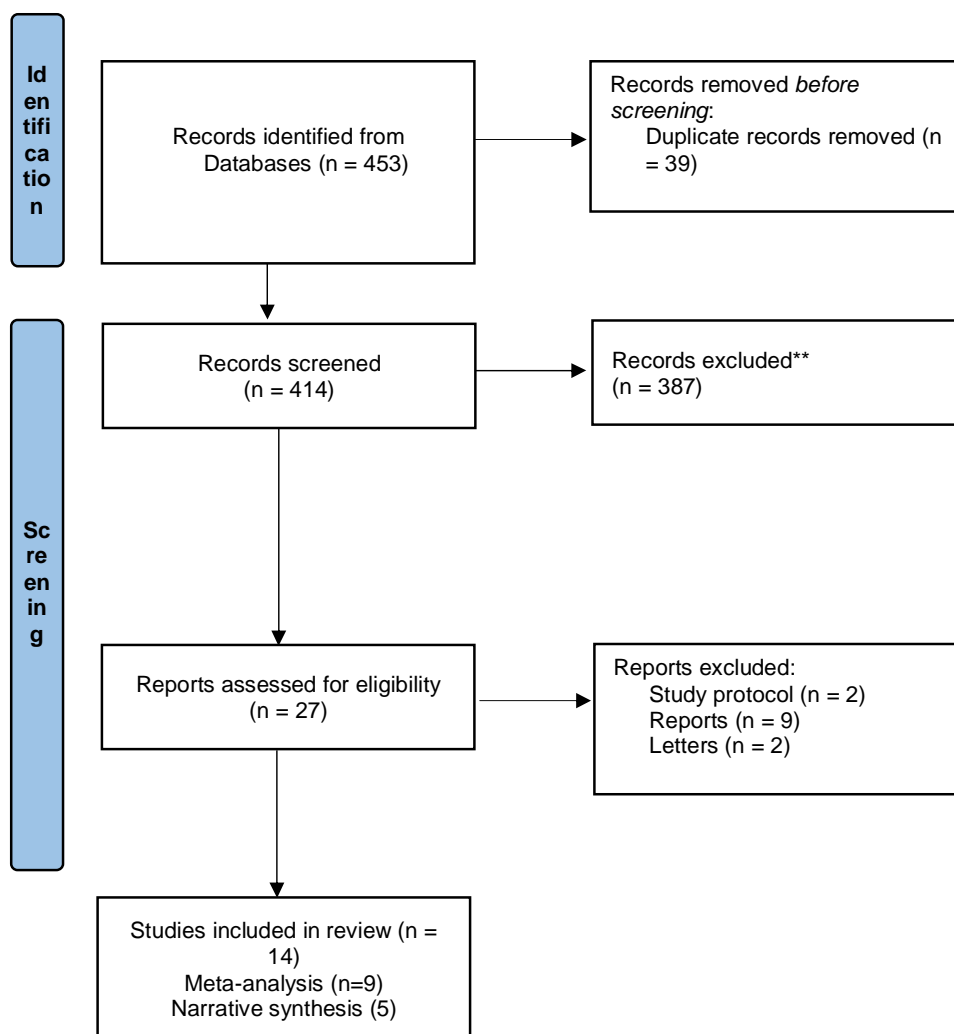 Id
en
tifi
ca
tio
n
Records identified from
Databases (n = 453)
Records removed before
screening:
Duplicate records removed (n
= 39)
Sc
re
en
in
g
Records screened
(n = 414)
Records excluded**
(n = 387)
Reports assessed for eligibility
(n = 27)
Reports excluded:
Study protocol (n = 2)
Reports (n = 9)
Letters (n = 2)
Studies included in review (n =
14)
Meta-analysis (n=9)
Narrative synthesis (5)